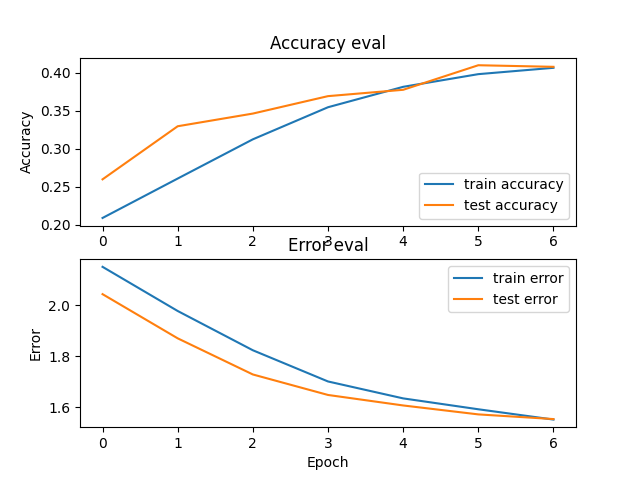 Accuracy eval
Accuracy
0.40
0.35
0.30
0.25
0.20
train accuracy
test accuracy
0 1 2 3 4 5 6
Error eval
Error
2.0
1.8
1.6
train error
test error
0 1 2 3 4 5 6
Epoch